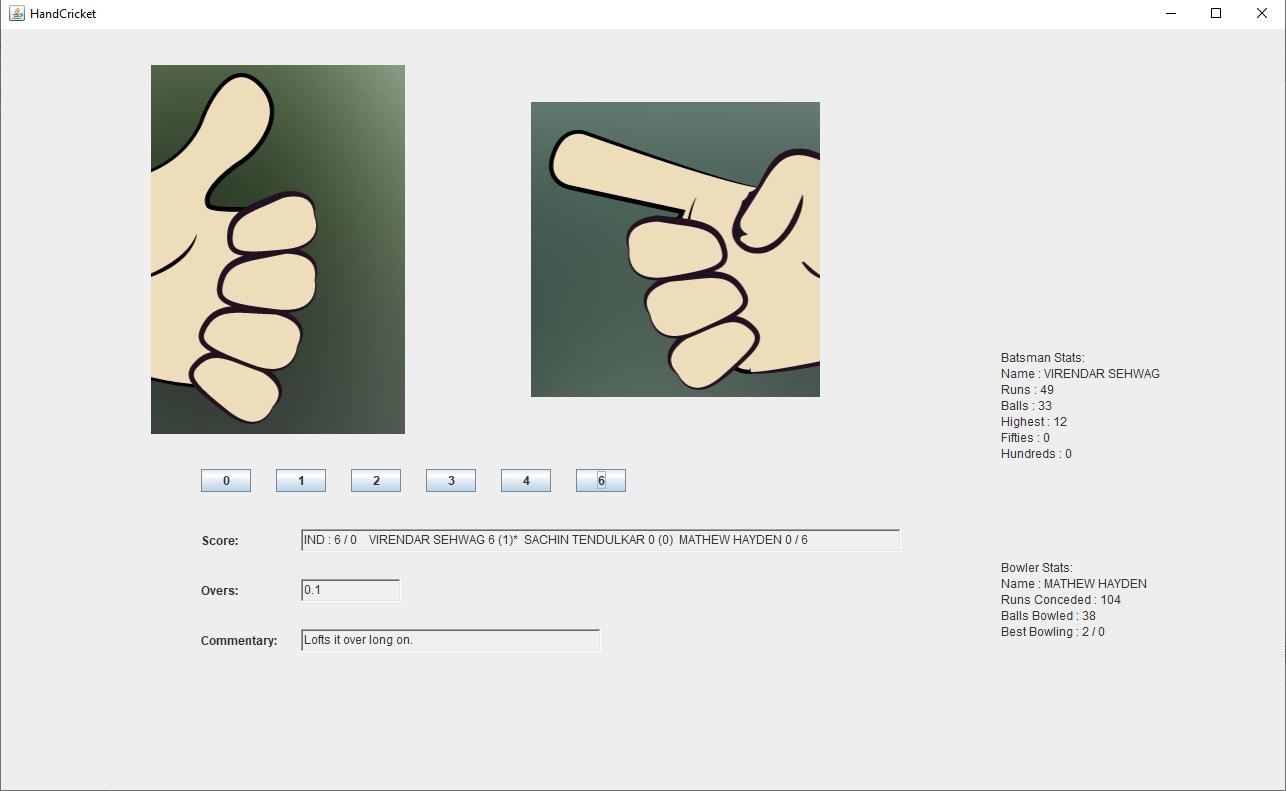 HandCricket
Batsman Stats:
Name : VIRENDAR SEHWAG
Runs : 49
Balls : 33
Highest : 12
Fifties : 0
Hundreds : 0
0 1 2 3 4 6
Score: IND : 6 / 0 VIRENDAR SEHWAG 6 (1)* SACHIN TENDULKAR 0 (0) MATHEW HAYDEN 0 / 6
Overs: 0.1
Commentary: Lofts it over long on.
Bowler Stats:
Name : MATHEW HAYDEN
Runs Conceded : 104
Balls Bowled : 38
Best Bowling : 2 / 0